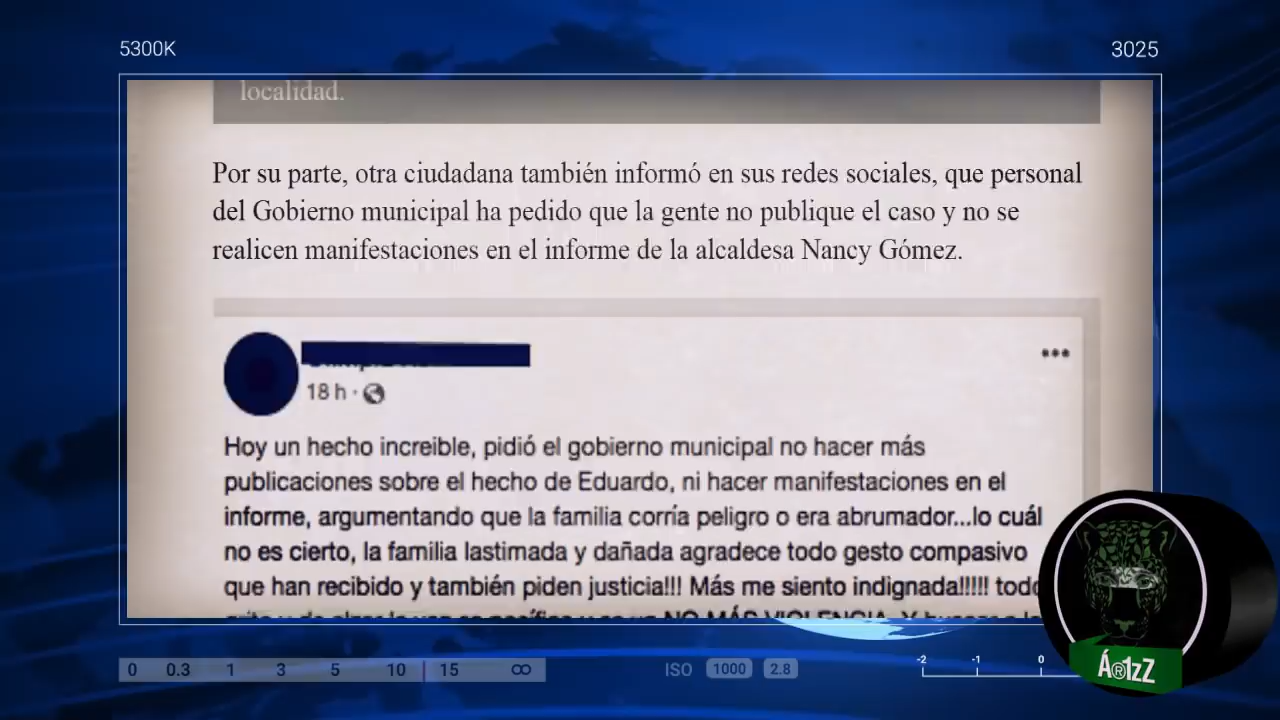 5300K
3025
localidad.
Por su parte, otra ciudadana también informó en sus redes sociales, que personal
del Gobierno municipal ha pedido que la gente no publique el caso y no se
realicen manifestaciones en el informe de la alcaldesa Nancy Gómez.
18 h ·
Hoy un hecho increible, pidió el gobierno municipal no hacer más
publicaciones sobre el hecho de Eduardo, ni hacer manifestaciones en el
informe, argumentando que la familia corría peligro o era abrumador...lo cuál
no es cierto, la familia lastimada y dañada agradece todo gesto compasivo
que han recibido y también piden justicia!!! Más me siento indignada!!!!! todo
NO MÁS VIOLENCIA
Á®1zZ
0 0.3 1 3 5 10 15 ∞
ISO 1000 2.8
-2 -1 0